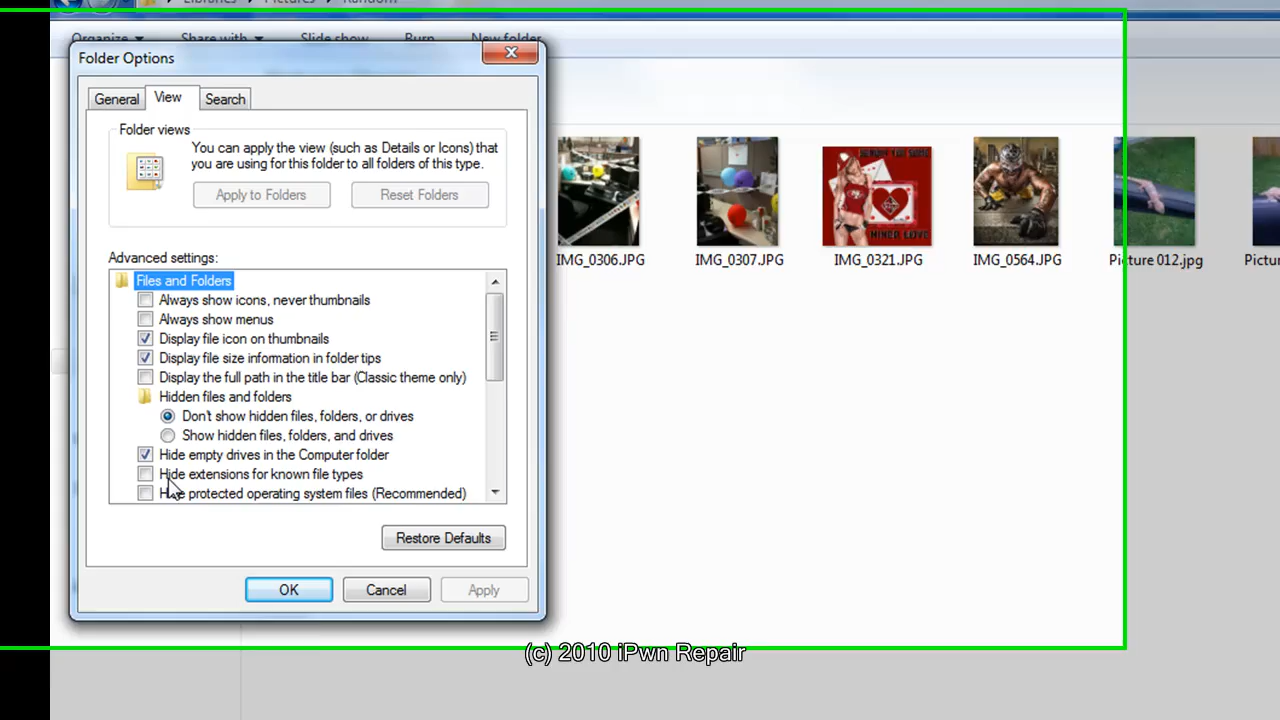 Libraries Pictures Random
Organize Share with Slide show Burn New folder
Folder Options
General View Search
Folder views
You can apply the view (such as Details or Icons) that
you are using for this folder to all folders of this type.
Apply to Folders Reset Folders
Advanced settings:
Files and Folders
Always show icons, never thumbnails
Always show menus
Display file icon on thumbnails
Display file size information in folder tips
Display the full path in the title bar (Classic theme only)
Hidden files and folders
Don't show hidden files, folders, or drives
Show hidden files, folders, and drives
Hide empty drives in the Computer folder
Hide extensions for known file types
Hide protected operating system files (Recommended)
Restore Defaults
OK Cancel Apply
MINER LOVE
IMG_0306.JPG IMG_0307.JPG IMG_0321.JPG IMG_0564.JPG Picture 012.jpg Pictur
(c) 2010 iPwn Repair